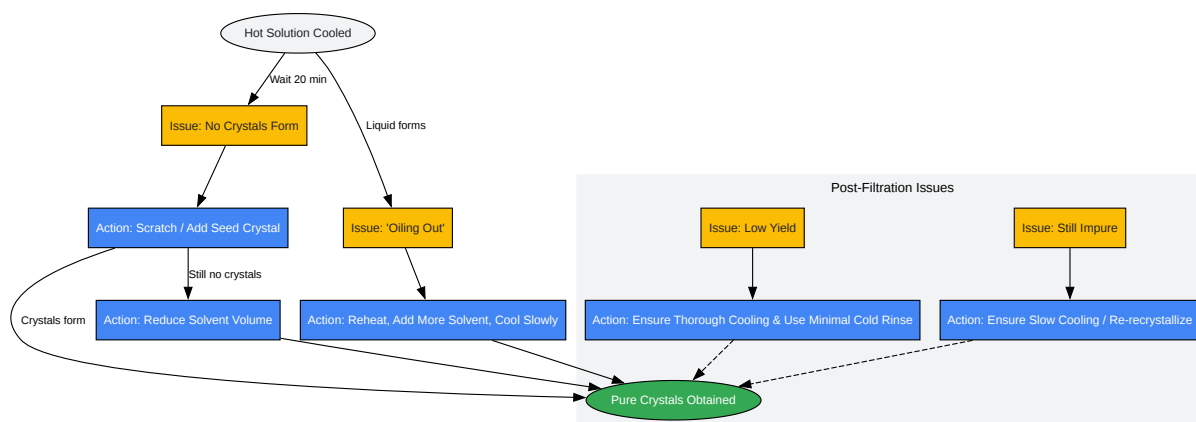 Hot Solution Cooled
Wait 20 min
Issue: No Crystals Form
Liquid forms
Post-Filtration Issues
Action: Scratch / Add Seed Crystal
Issue: 'Oiling Out'
Issue: Low Yield
Issue: Still Impure
Still no crystals
Crystals form
Action: Reduce Solvent Volume
Action: Reheat, Add More Solvent, Cool Slowly
Action: Ensure Thorough Cooling & Use Minimal Cold Rinse
Action: Ensure Slow Cooling / Re-recrystallize
Pure Crystals Obtained